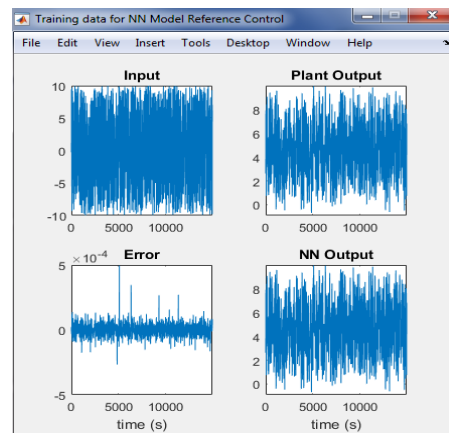 Training data for NN Model Reference Control
File Edit View Insert Tools Desktop Window Help
Input
10
5
0
-5
-10
0 5000 10000
Plant Output
8
6
4
2
0
0 5000 10000
Error
×10⁻⁴
5
0
-5
0 5000 10000
time (s)
NN Output
8
6
4
2
0
0 5000 10000
time (s)